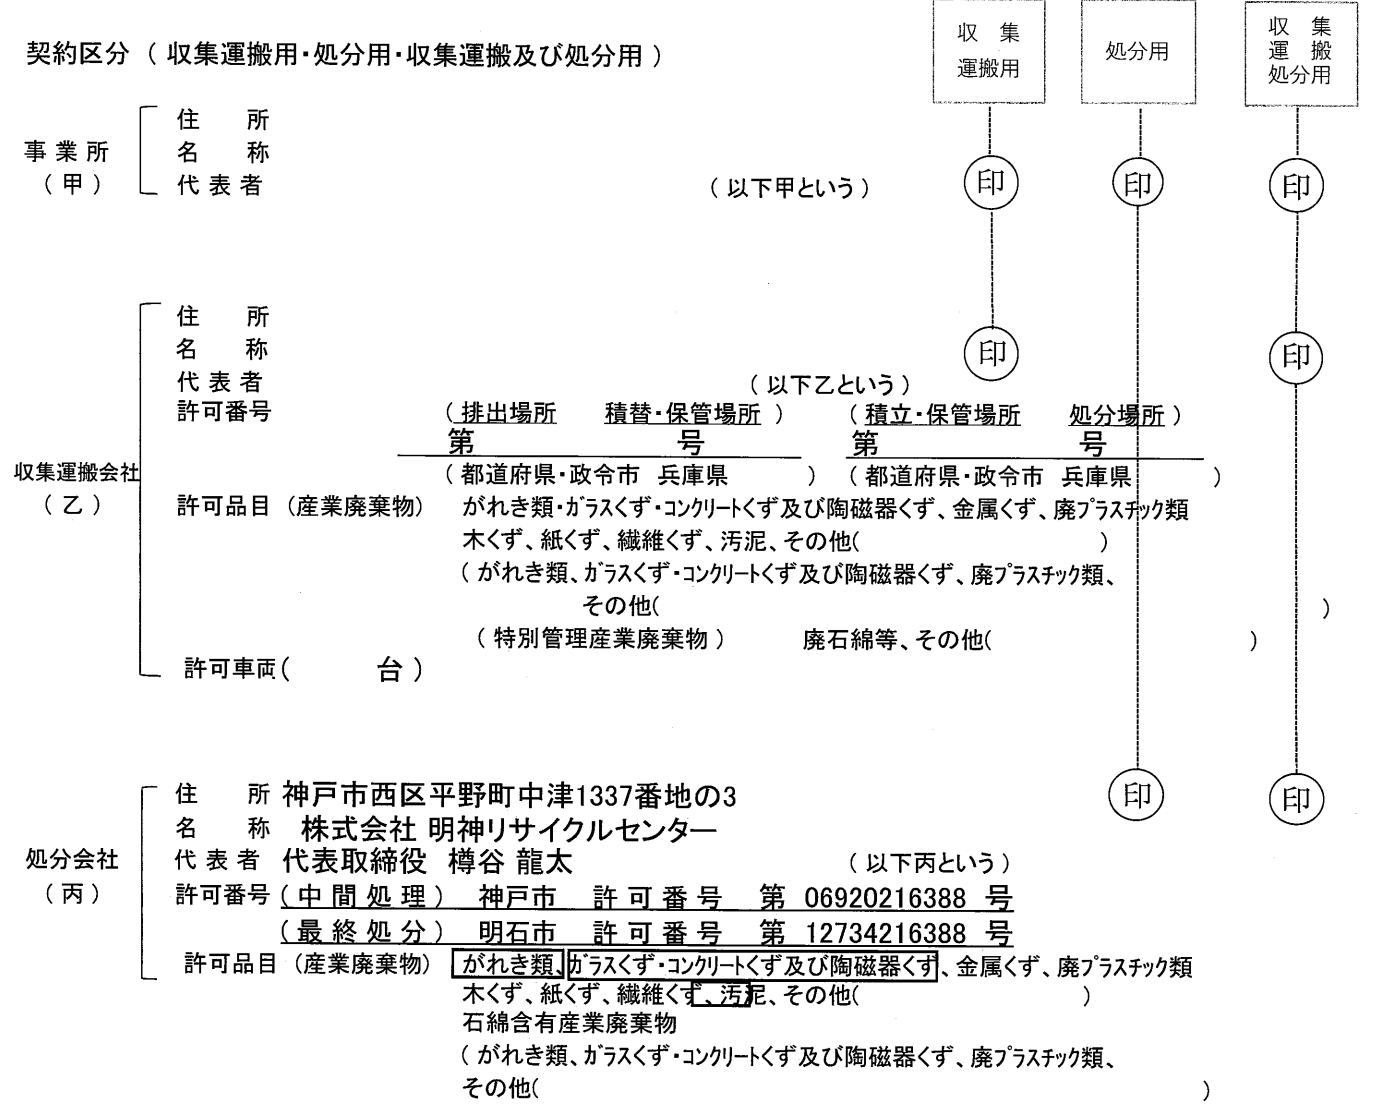 契約区分 （ 収集運搬用・処分用・収集運搬及び処分用 ）
収 集
運搬用
処分用
収 集
運 搬
処分用
事 業 所
（ 甲 ）
住 所
名 称
代 表 者 （ 以下甲という ）
印 印 印
収集運搬会社
（ 乙 ）
住 所
名 称
印 印
代 表 者 （ 以下乙という ）
許可番号 （ 排出場所 積替・保管場所 ） （ 積立・保管場所 処分場所 ）
第 号 第 号
（ 都道府県・政令市 兵庫県 ） （ 都道府県・政令市 兵庫県 ）
許可品目 （産業廃棄物） がれき類・ガラスくず・コンクリートくず及び陶磁器くず、金属くず、廃プラスチック類
木くず、紙くず、繊維くず、汚泥、その他( )
（ がれき類、ガラスくず・コンクリートくず及び陶磁器くず、廃プラスチック類、
その他( )
（ 特別管理産業廃棄物 ） 廃石綿等、その他( )
許可車両( 台 ）
処分会社
（ 丙 ）
住 所 神戸市西区平野町中津1337番地の3
印 印
名 称 株式会社 明神リサイクルセンター
代 表 者 代表取締役 樽谷 龍太 （ 以下丙という ）
許可番号 （ 中 間 処 理 ） 神戸市 許 可 番 号 第 06920216388 号
（ 最 終 処 分 ） 明石市 許 可 番 号 第 12734216388 号
許可品目 （産業廃棄物） がれき類、ガラスくず・コンクリートくず及び陶磁器くず、金属くず、廃プラスチック類
木くず、紙くず、繊維くず、汚泥、その他( )
石綿含有産業廃棄物
（ がれき類、ガラスくず・コンクリートくず及び陶磁器くず、廃プラスチック類、
その他( )